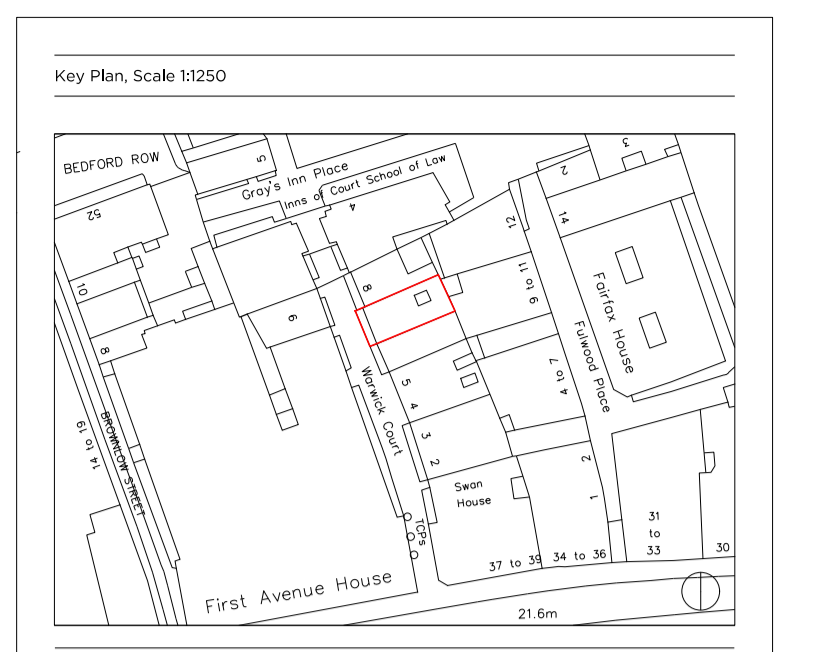 Key Plan, Scale 1:1250
BEDFORD ROW
52
5
Gray's Inn Place
Inns of Court School of Law
4
3
2
14
12
11 to 9
10
8
8
6
Fairfax House
Fulwood Place
4 to 7
Warwick Court
5
4
3
2
BROWNLOW STREET
14 to 19
Swan
House
2
1
TCPs
31
to
33
30
37 to 39
34 to 36
First Avenue House
21.6m